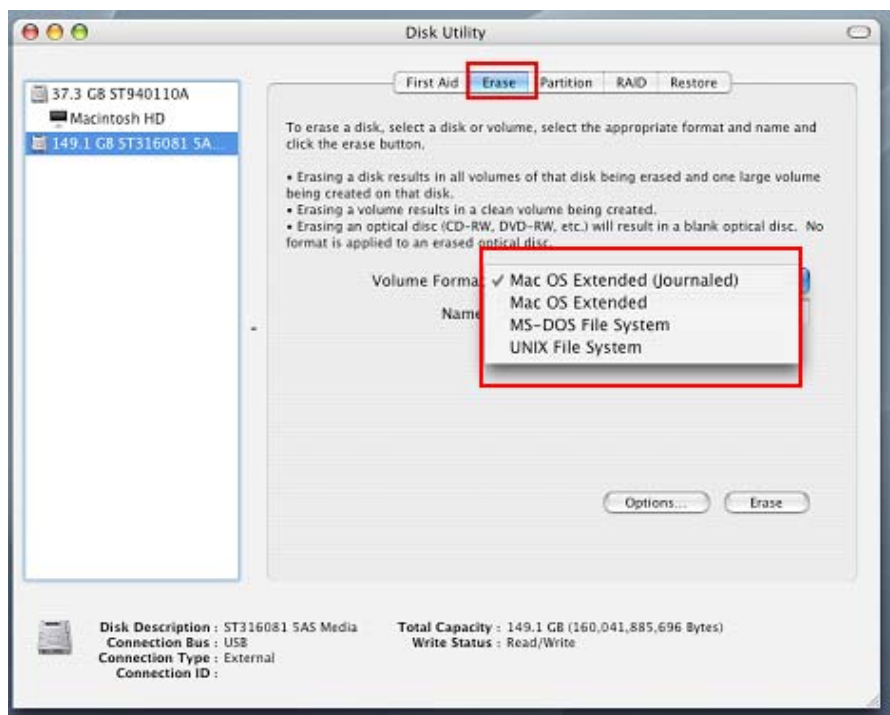 Disk Utility
37.3 GB ST940110A
Macintosh HD
149.1 GB ST316081 5A...
First Aid
Erase
Partition
RAID
Restore
To erase a disk, select a disk or volume, select the appropriate format and name and
click the erase button.
• Erasing a disk results in all volumes of that disk being erased and one large volume
being created on that disk.
• Erasing a volume results in a clean volume being created.
• Erasing an optical disc (CD-RW, DVD-RW, etc.) will result in a blank optical disc. No
format is applied to an erased optical disc.
Volume Format
✓ Mac OS Extended (Journaled)
Mac OS Extended
MS-DOS File System
UNIX File System
Name
Options...
Erase
Disk Description : ST316081 5AS Media
Connection Bus : USB
Connection Type : External
Connection ID :
Total Capacity : 149.1 GB (160,041,885,696 Bytes)
Write Status : Read/Write